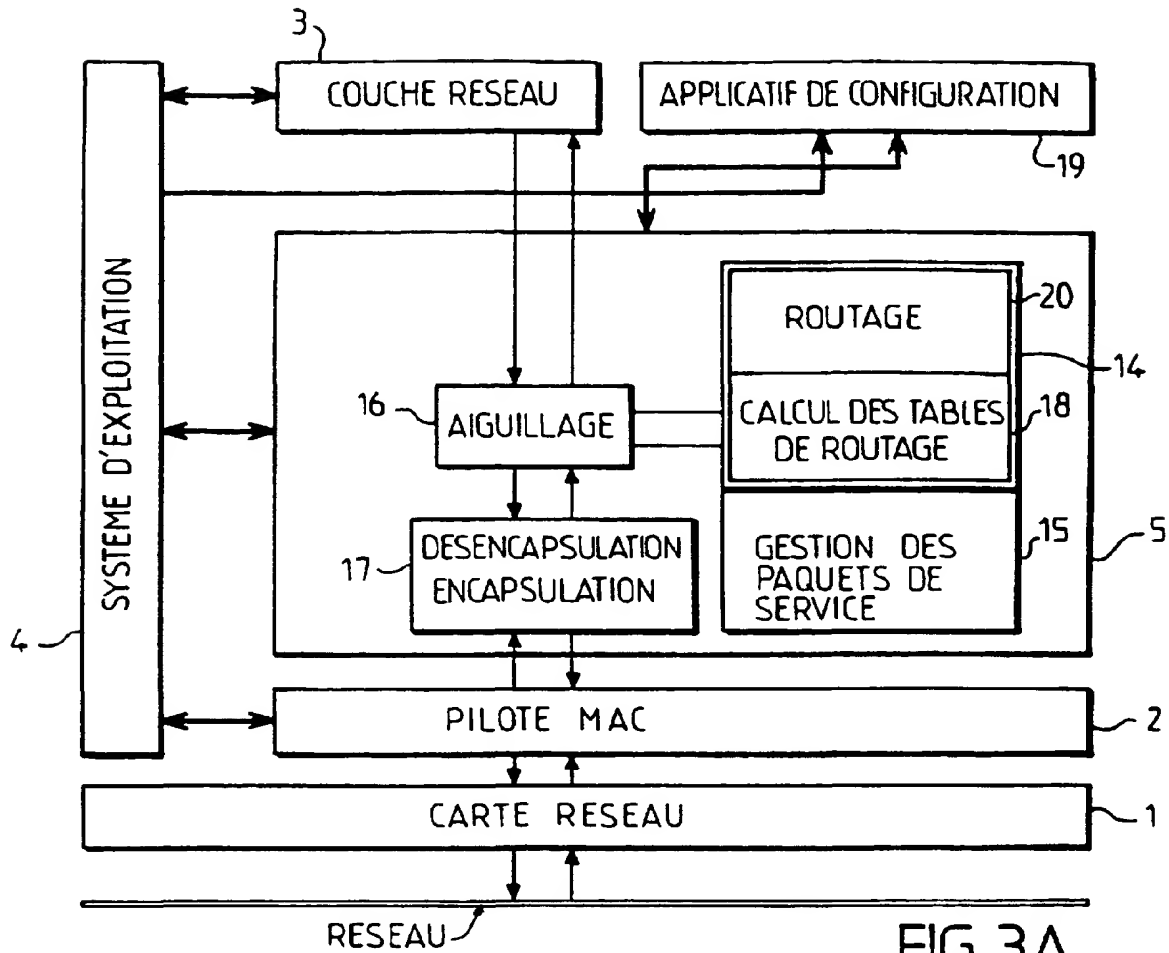 3
COUCHE RESEAU
APPLICATIF DE CONFIGURATION
19
SYSTEME D'EXPLOITATION
4
ROUTAGE
20
14
16
AIGUILLAGE
CALCUL DES TABLES
DE ROUTAGE
18
17
DESENCAPSULATION
ENCAPSULATION
GESTION DES
PAQUETS DE
SERVICE
15
5
PILOTE MAC
2
CARTE RESEAU
1
RESEAU
FIG. 3A